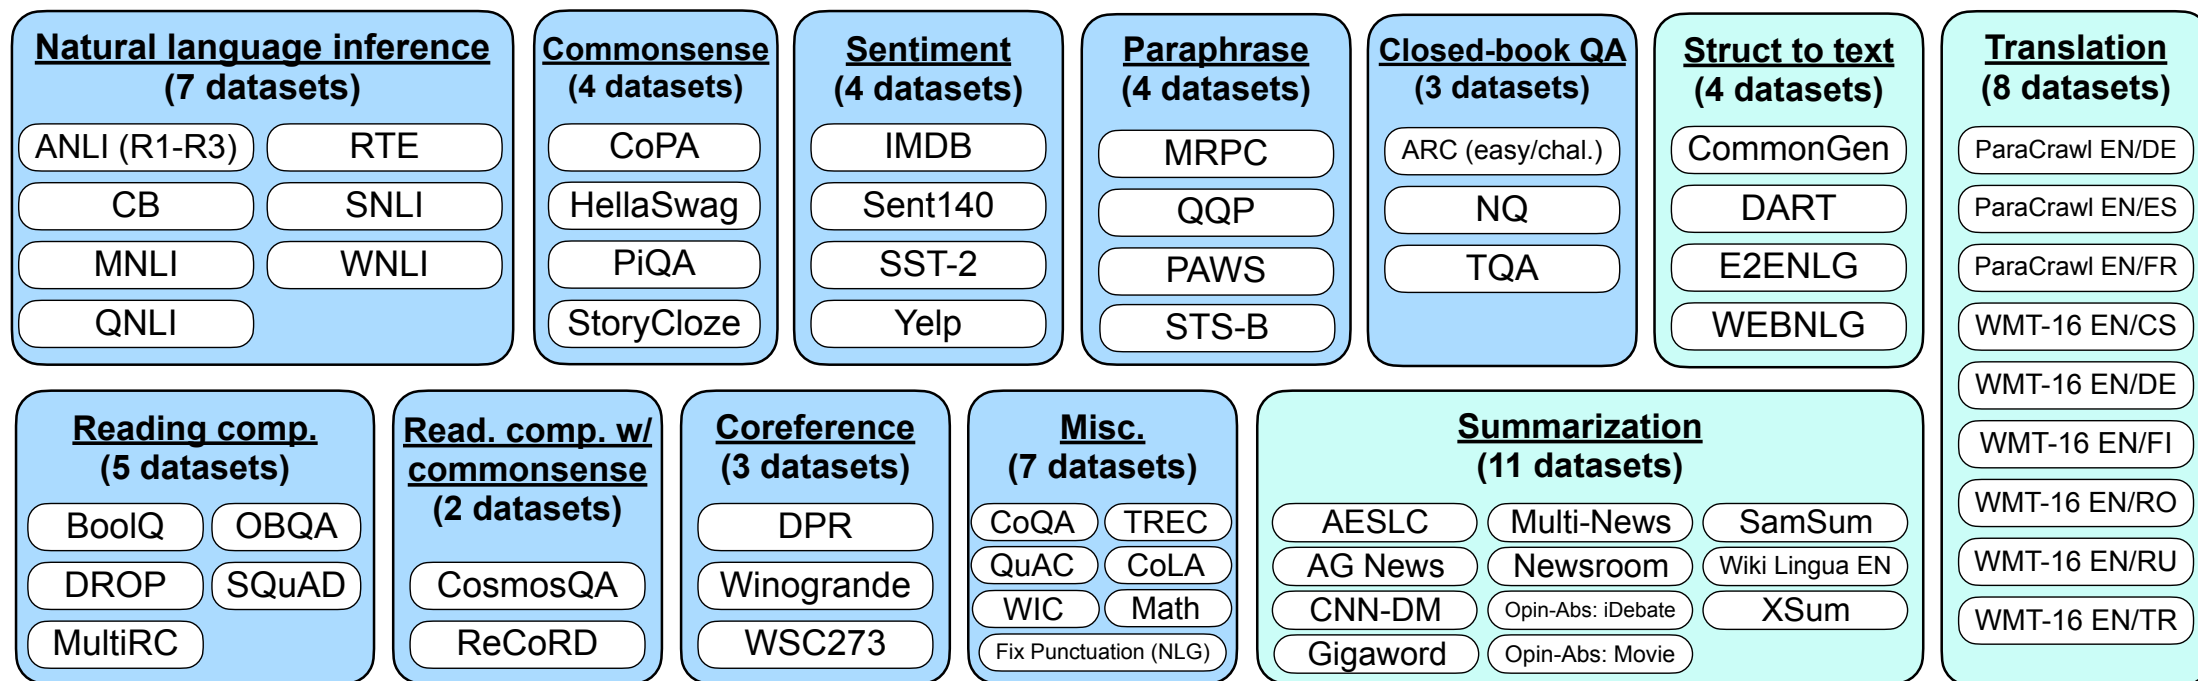 Natural language inference
(7 datasets)
ANLI (R1-R3)
RTE
CB
SNLI
MNLI
WNLI
QNLI
Commonsense
(4 datasets)
CoPA
HellaSwag
PiQA
StoryCloze
Sentiment
(4 datasets)
IMDB
Sent140
SST-2
Yelp
Paraphrase
(4 datasets)
MRPC
QQP
PAWS
STS-B
Closed-book QA
(3 datasets)
ARC (easy/chal.)
NQ
TQA
Struct to text
(4 datasets)
CommonGen
DART
E2ENLG
WEBNLG
Translation
(8 datasets)
ParaCrawl EN/DE
ParaCrawl EN/ES
ParaCrawl EN/FR
WMT-16 EN/CS
WMT-16 EN/DE
WMT-16 EN/FI
WMT-16 EN/RO
WMT-16 EN/RU
WMT-16 EN/TR
Reading comp.
(5 datasets)
BoolQ
OBQA
DROP
SQuAD
MultiRC
Read. comp. w/
commonsense
(2 datasets)
CosmosQA
ReCoRD
Coreference
(3 datasets)
DPR
Winogrande
WSC273
Misc.
(7 datasets)
CoQA
TREC
QuAC
CoLA
WIC
Math
Fix Punctuation (NLG)
Summarization
(11 datasets)
AESLC
Multi-News
SamSum
AG News
Newsroom
Wiki Lingua EN
CNN-DM
Opin-Abs: iDebate
XSum
Gigaword
Opin-Abs: Movie